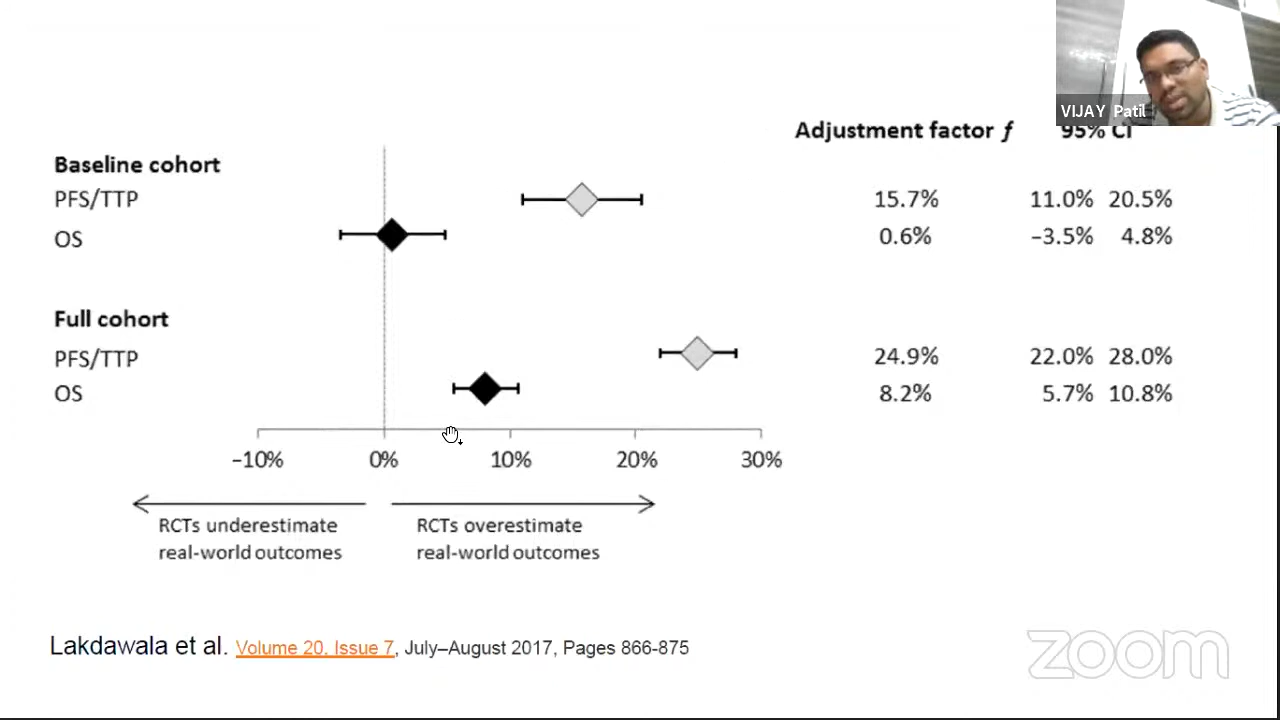 VIJAY Patil
Adjustment factor ƒ 95% CI
Baseline cohort
PFS/TTP 15.7% 11.0% 20.5%
OS 0.6% −3.5% 4.8%
Full cohort
PFS/TTP 24.9% 22.0% 28.0%
OS 8.2% 5.7% 10.8%
−10% 0% 10% 20% 30%
RCTs underestimate RCTs overestimate
real-world outcomes real-world outcomes
Lakdawala et al. Volume 20, Issue 7, July–August 2017, Pages 866-875
zoom